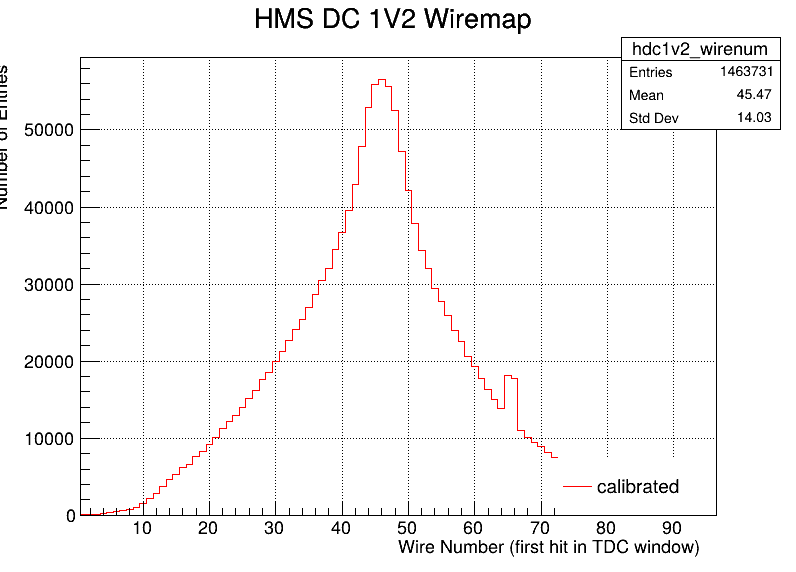 HMS DC 1V2 Wiremap
hdc1v2_wirenum
Entries 1463731
Mean 45.47
Std Dev 14.03
Number of Entries
50000
40000
30000
20000
10000
0
calibrated
10 20 30 40 50 60 70 80 90
Wire Number (first hit in TDC window)